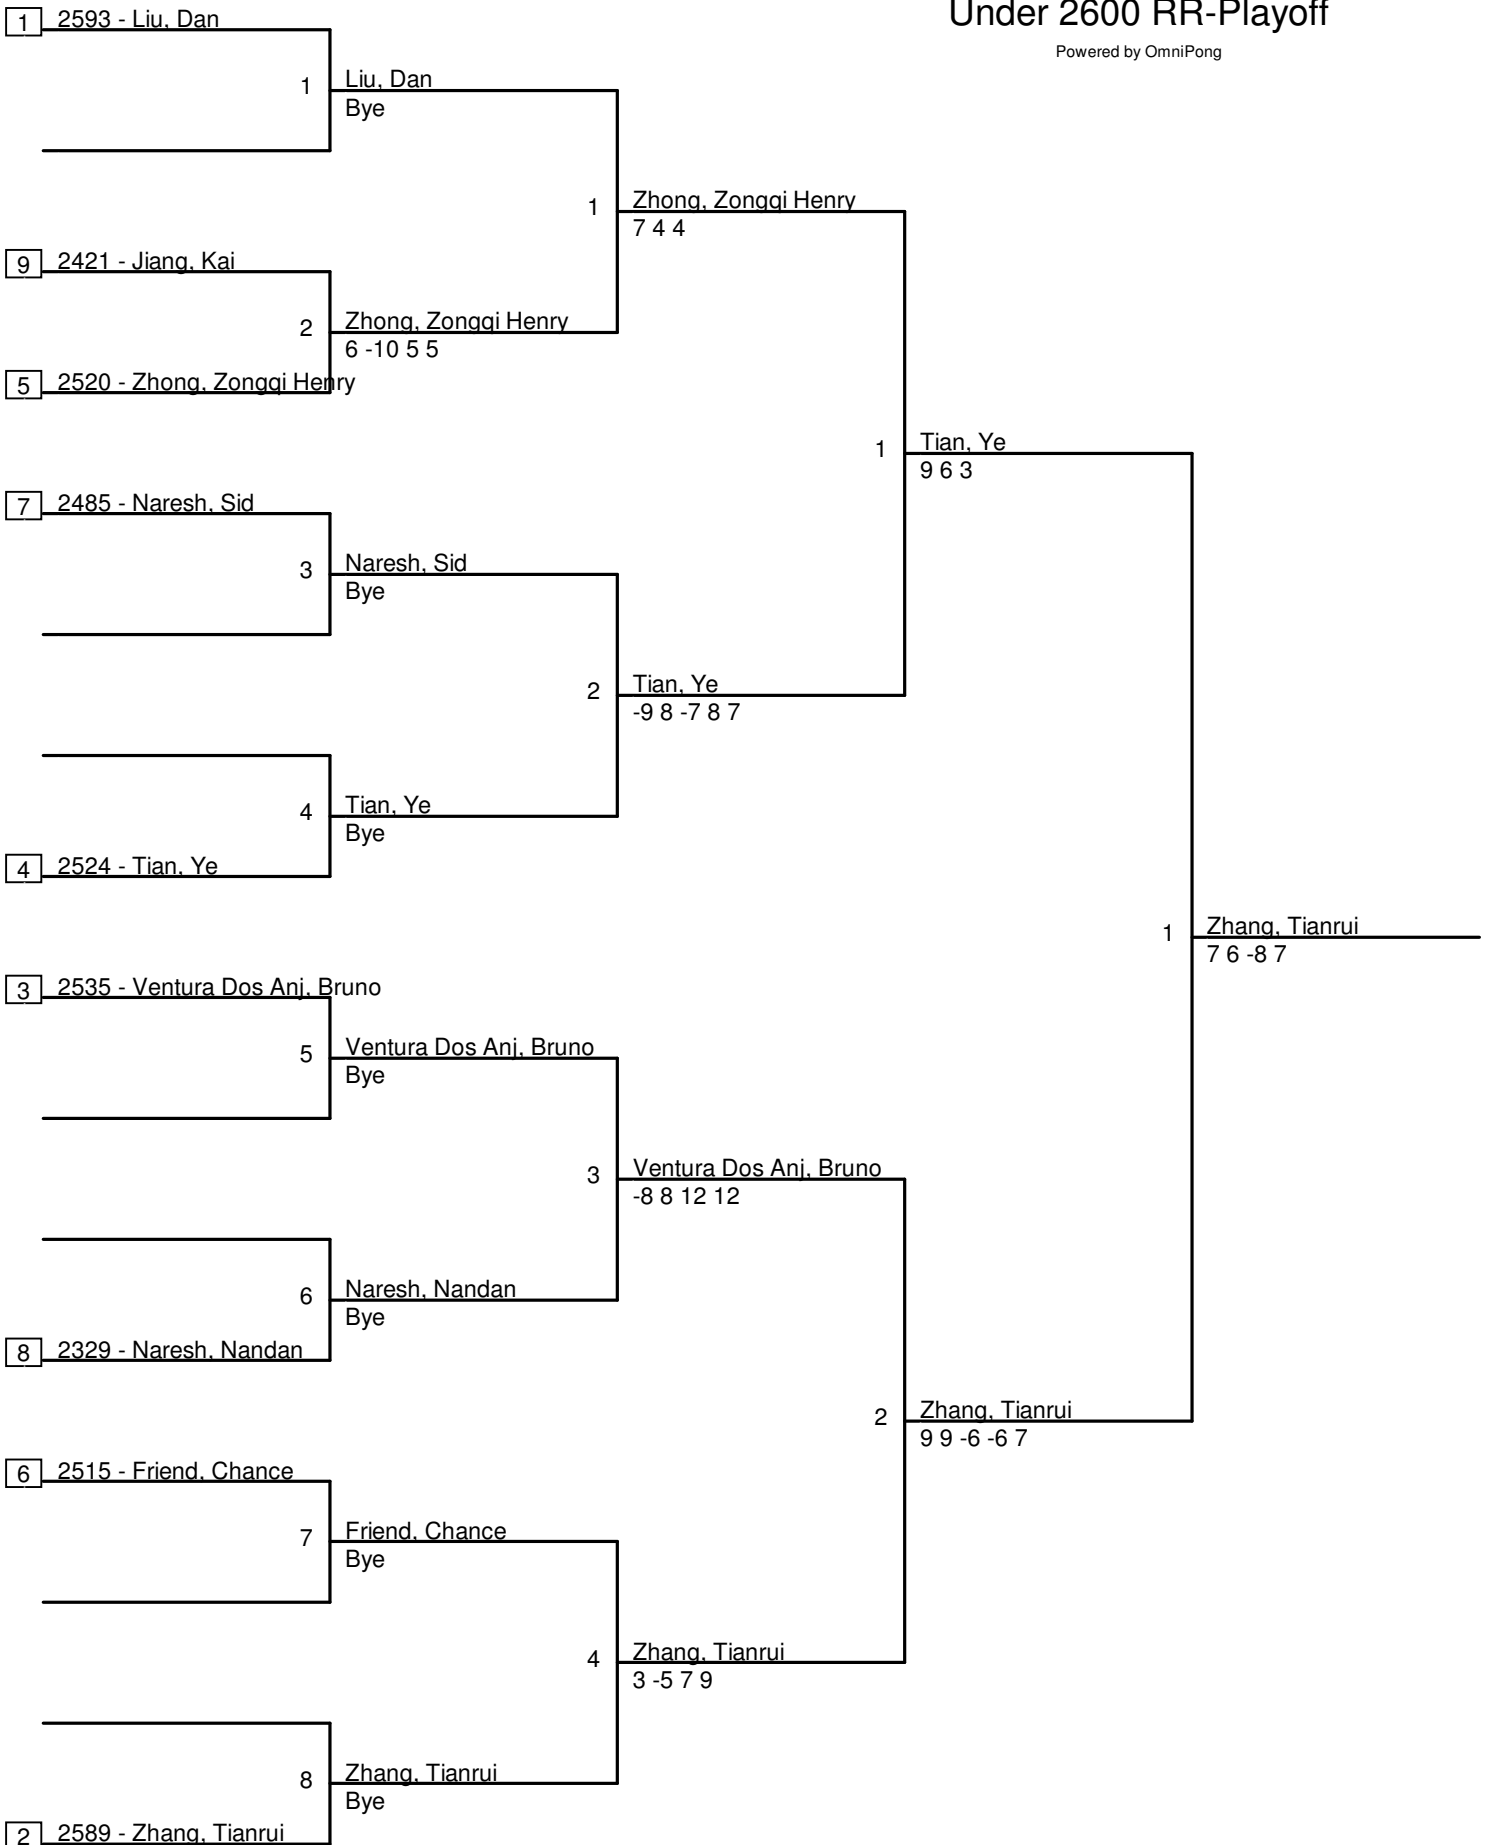 Under 2600 RR-Playoff
Powered by OmniPong
1 2593 - Liu, Dan
1 Liu, Dan
Bye
1 Zhong, Zongqi Henry
7 4 4
9 2421 - Jiang, Kai
2 Zhong, Zongqi Henry
6 -10 5 5
5 2520 - Zhong, Zongqi Henry
1 Tian, Ye
9 6 3
7 2485 - Naresh, Sid
3 Naresh, Sid
Bye
2 Tian, Ye
-9 8 -7 8 7
4 Tian, Ye
Bye
4 2524 - Tian, Ye
1 Zhang, Tianrui
7 6 -8 7
3 2535 - Ventura Dos Anj, Bruno
5 Ventura Dos Anj, Bruno
Bye
3 Ventura Dos Anj, Bruno
-8 8 12 12
6 Naresh, Nandan
Bye
8 2329 - Naresh, Nandan
2 Zhang, Tianrui
9 9 -6 -6 7
6 2515 - Friend, Chance
7 Friend, Chance
Bye
4 Zhang, Tianrui
3 -5 7 9
8 Zhang, Tianrui
Bye
2 2589 - Zhang, Tianrui